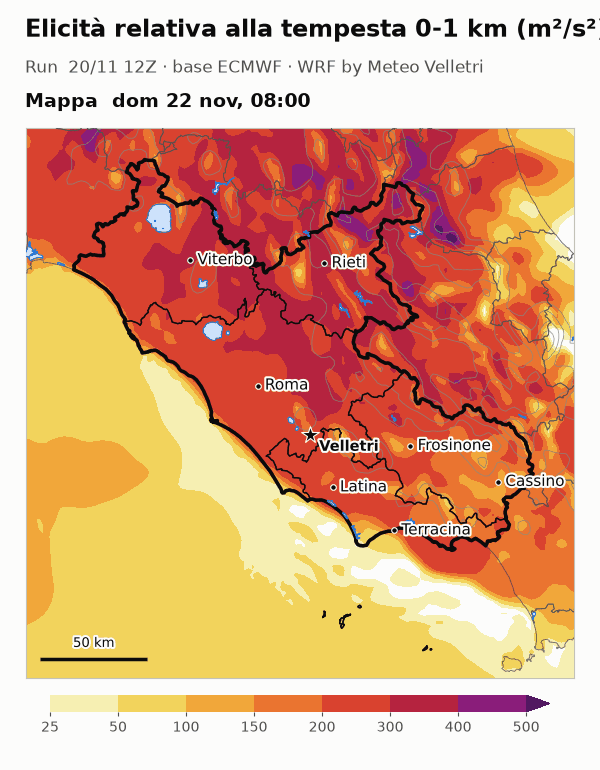 Elicità relativa alla tempesta 0-1 km (m²/s²)
Run  20/11 12Z · base ECMWF · WRF by Meteo Velletri
Mappa  dom 22 nov, 08:00
Viterbo
Rieti
Roma
Velletri
Frosinone
Cassino
Latina
Terracina
50 km
25 50 100 150 200 300 400 500